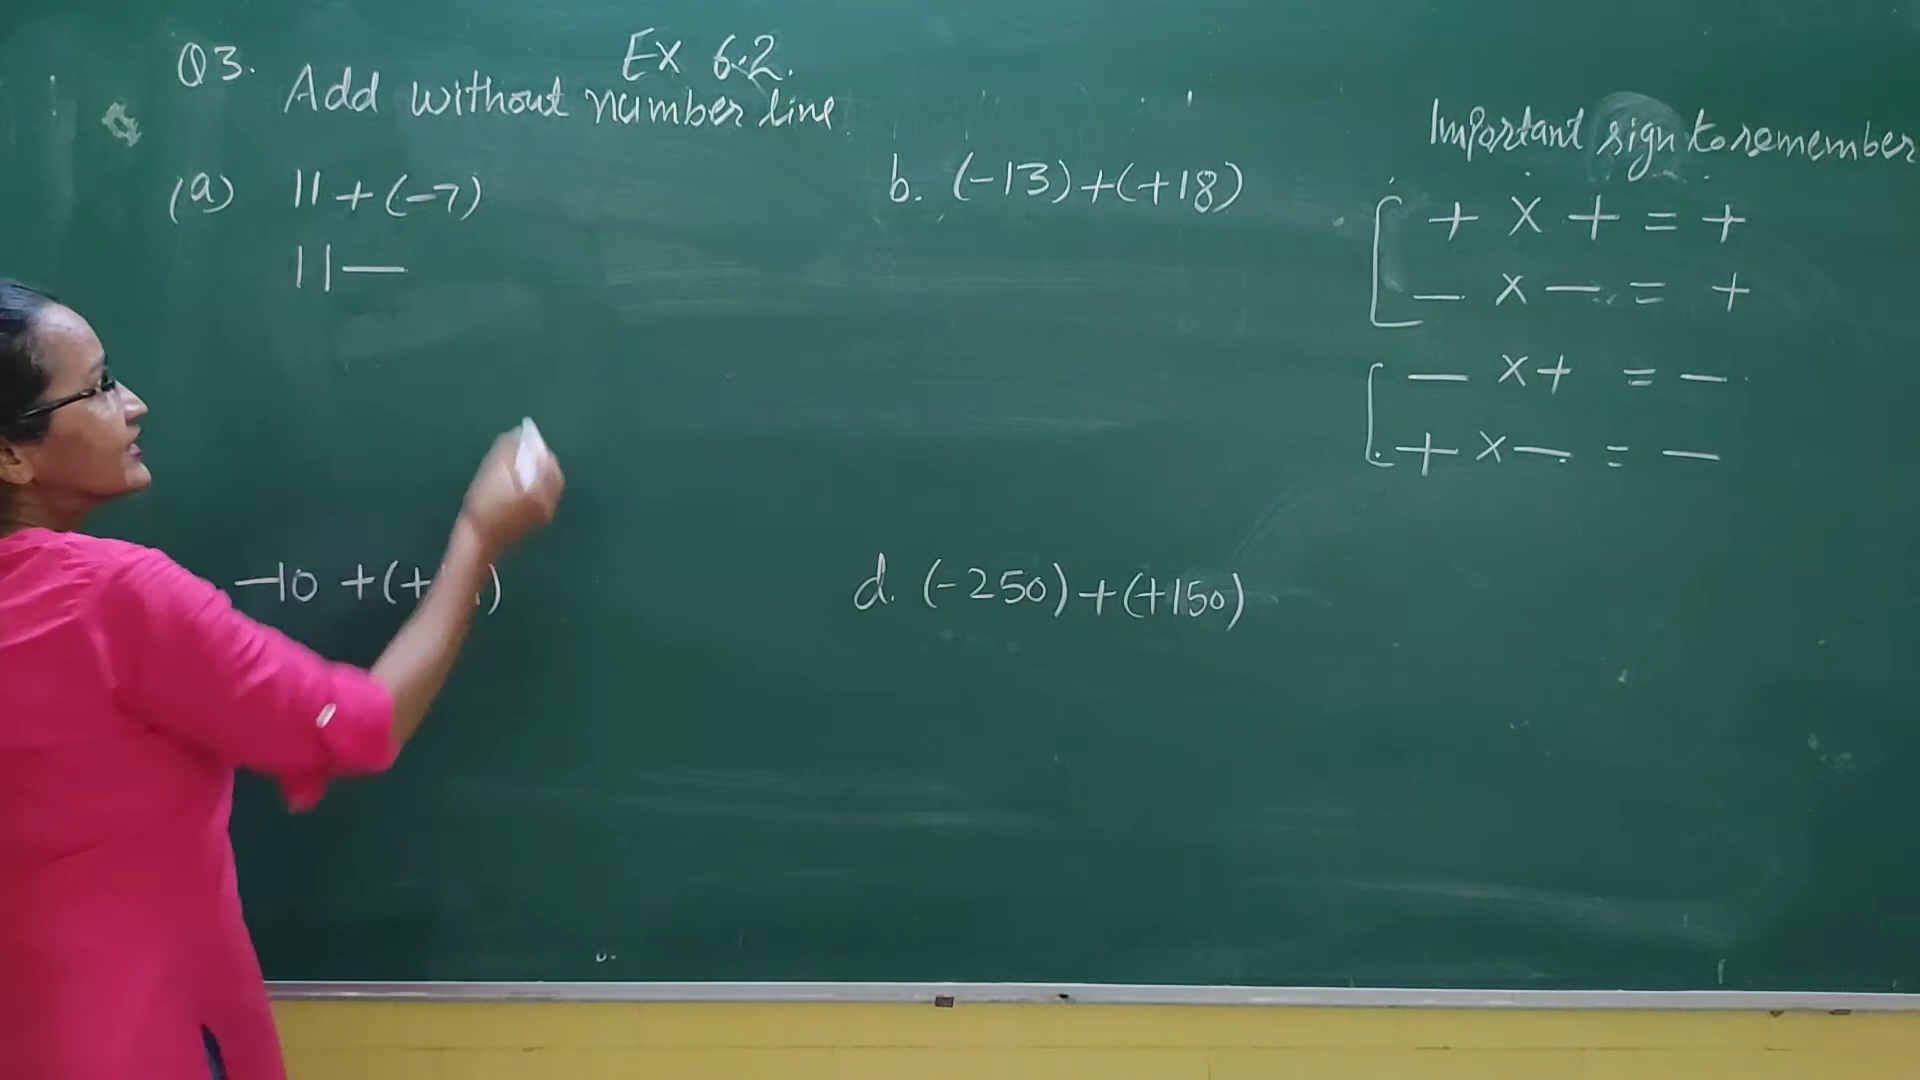 Ex 6.2.
Q3. Add without number line.
(a) 11 + (-7)
11 —
b. (-13) + (+18)
-10 + (+
d. (-250) + (+150)
Important sign to remember
+ x + = +
— x — = +
— x + = —
+ x — = —